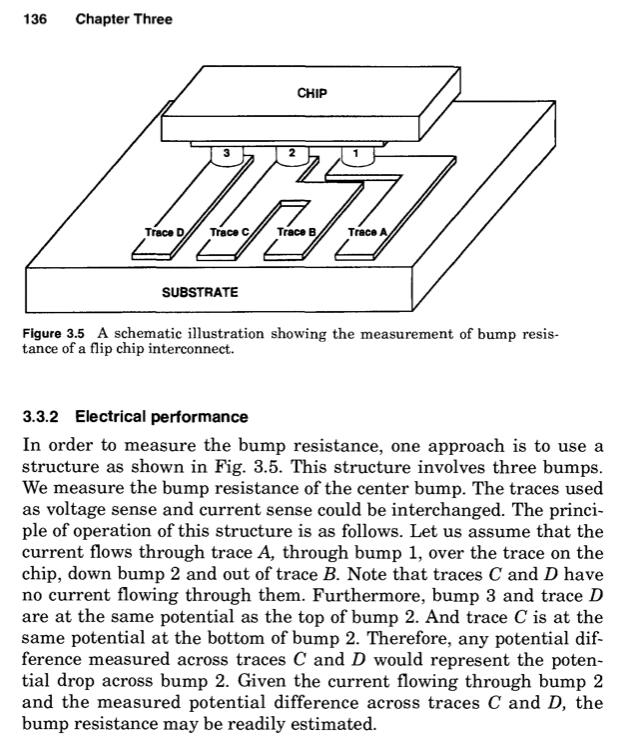 136 Chapter Three
CHIP
3 2 1
Trace D Trace C Trace B Trace A
SUBSTRATE
Figure 3.5 A schematic illustration showing the measurement of bump resis-
tance of a flip chip interconnect.
3.3.2 Electrical performance
In order to measure the bump resistance, one approach is to use a
structure as shown in Fig. 3.5. This structure involves three bumps.
We measure the bump resistance of the center bump. The traces used
as voltage sense and current sense could be interchanged. The princi-
ple of operation of this structure is as follows. Let us assume that the
current flows through trace A, through bump 1, over the trace on the
chip, down bump 2 and out of trace B. Note that traces C and D have
no current flowing through them. Furthermore, bump 3 and trace D
are at the same potential as the top of bump 2. And trace C is at the
same potential at the bottom of bump 2. Therefore, any potential dif-
ference measured across traces C and D would represent the poten-
tial drop across bump 2. Given the current flowing through bump 2
and the measured potential difference across traces C and D, the
bump resistance may be readily estimated.